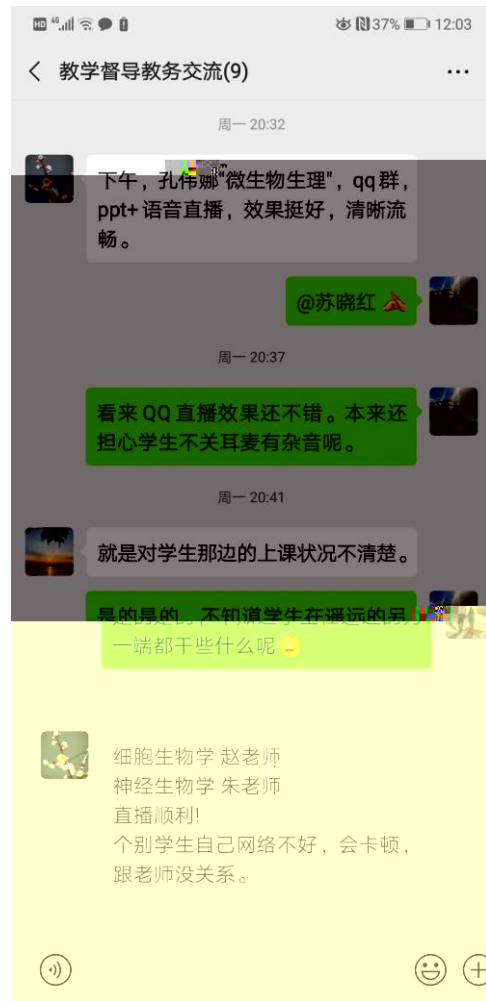 HD 46 37% 12:03
教学督导教务交流(9)
周一 20:32
下午，孔伟娜"微生物生理"，qq群，
ppt+语音直播，效果挺好，清晰流
畅。
@苏晓红
周一 20:37
看来 QQ 直播效果还不错。本来还
担心学生不关耳麦有杂音呢。
周一 20:41
就是对学生那边的上课状况不清楚。
是的是的，不知道学生在遥远的另
一端都干些什么呢
细胞生物学 赵老师
神经生物学 朱老师
直播顺利!
个别学生自己网络不好，会卡顿，
跟老师没关系。